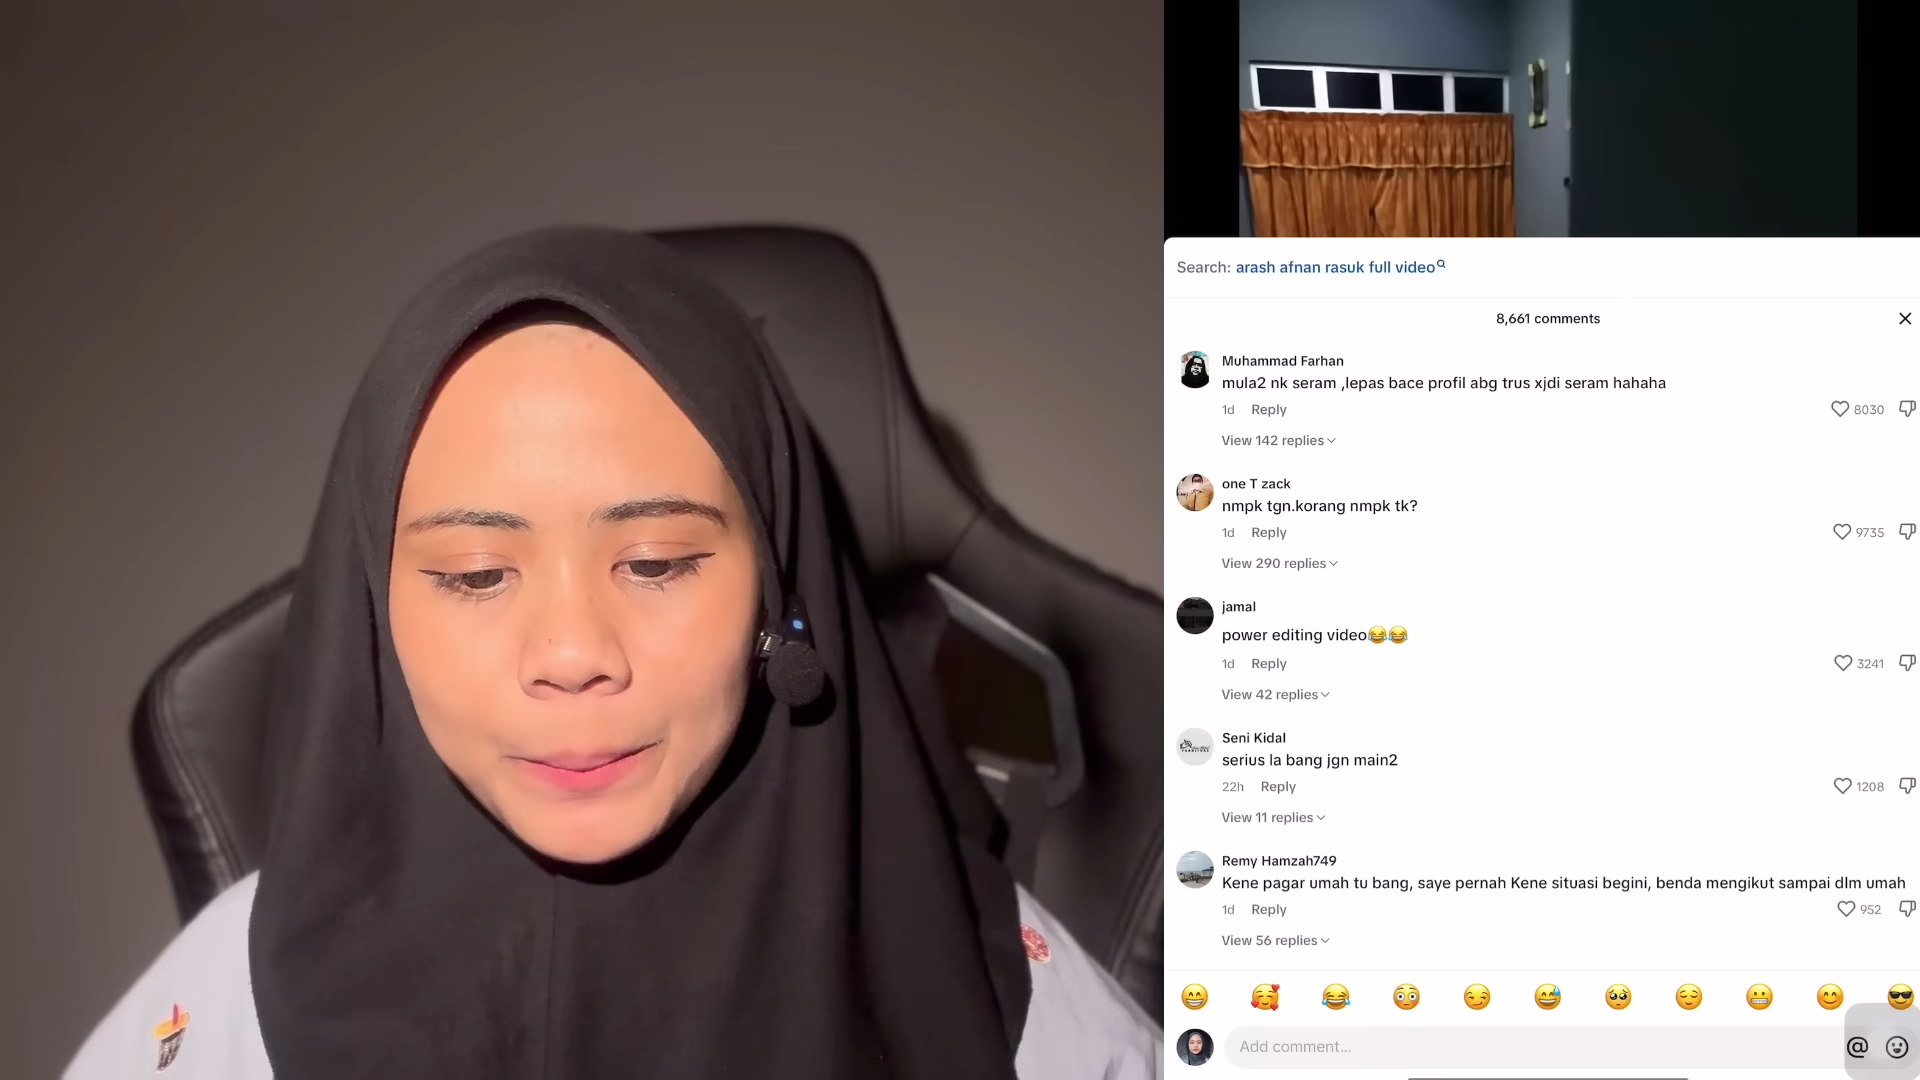 Search: arash afnan rasuk full video
8,661 comments
Muhammad Farhan
mula2 nk seram ,lepas bace profil abg trus xjdi seram hahaha
1d Reply 8030
View 142 replies
one T zack
nmpk tgn.korang nmpk tk?
1d Reply 9735
View 290 replies
jamal
power editing video😂😂
1d Reply 3241
View 42 replies
Seni Kidal
serius la bang jgn main2
22h Reply 1208
View 11 replies
Remy Hamzah749
Kene pagar umah tu bang, saye pernah Kene situasi begini, benda mengikut sampai dlm umah
1d Reply 952
View 56 replies
Add comment... @